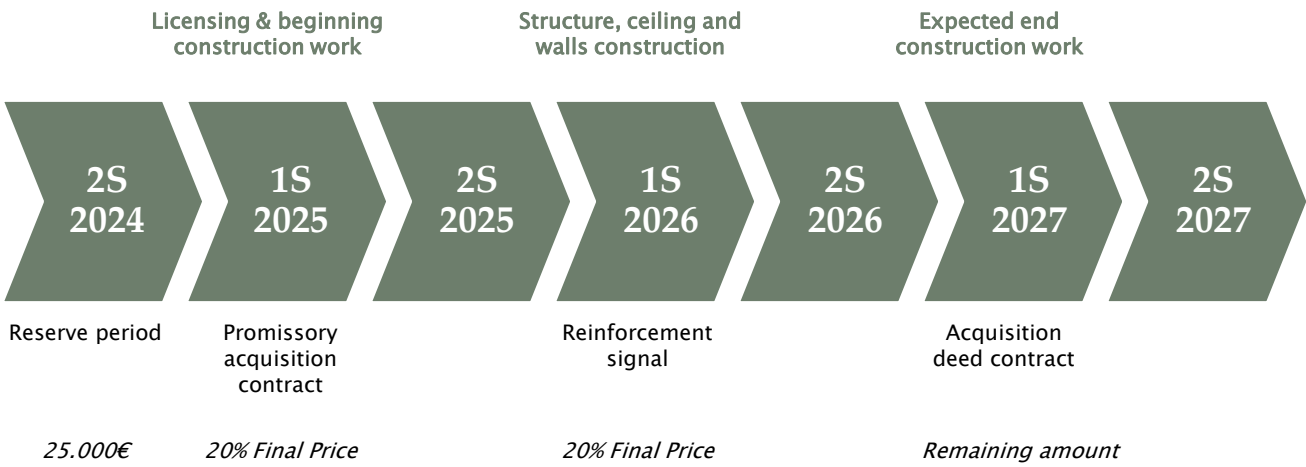 Licensing & beginning
construction work
Structure, ceiling and
walls construction
Expected end
construction work
2S
2024
1S
2025
2S
2025
1S
2026
2S
2026
1S
2027
2S
2027
Reserve period
Promissory
acquisition
contract
Reinforcement
signal
Acquisition
deed contract
25.000€
20% Final Price
20% Final Price
Remaining amount